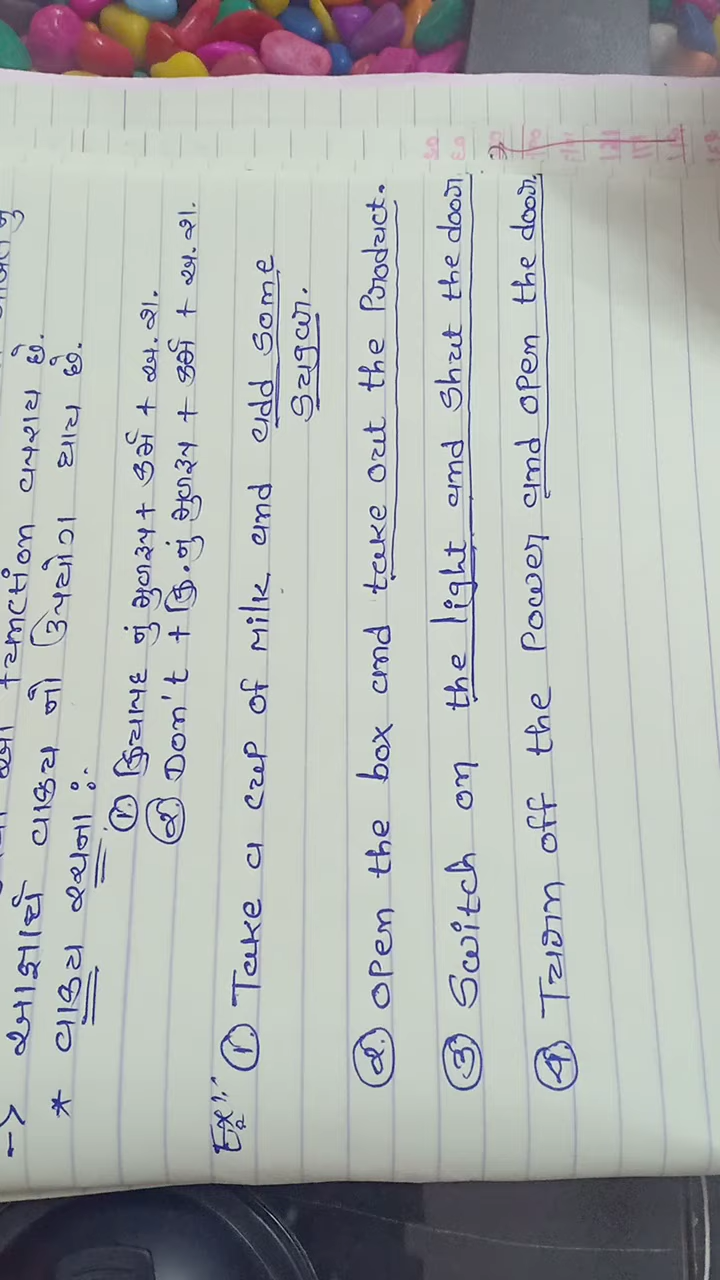 function વપરાય છે.
-> આજ્ઞાર્થ વાક્ય નો ઉપયોગ થાય છે.
* વાક્ય રચના :-
① ક્રિયાપદ નું મુળરૂપ + કર્મ + અ. શ.
② Don't + ક્રિ. નું મુળરૂપ + કર્મ + અ. શ.
Ex:- ① Take a cup of milk and add some
sugar.
② open the box and take out the Product.
③ Switch on the light and shut the door
④ Turn off the Power and open the door.